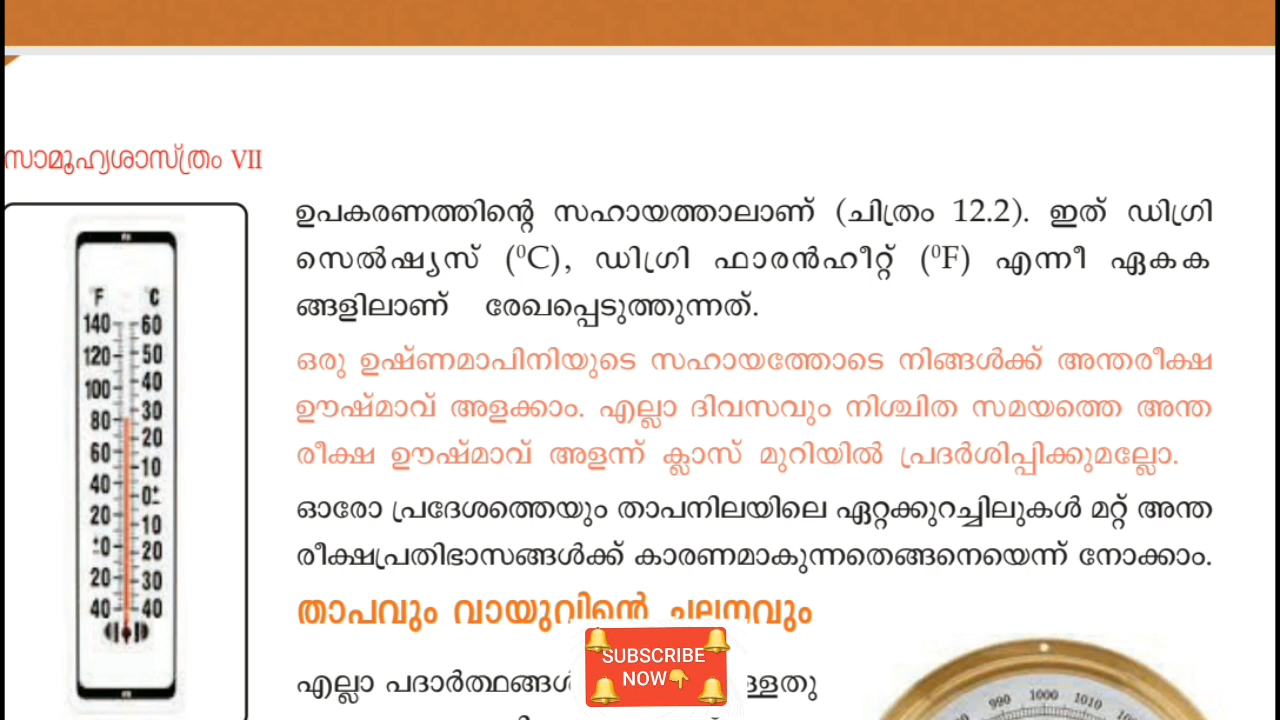 സാമൂഹ്യശാസ്ത്രം VII
ഉപകരണത്തിന്റെ സഹായത്താലാണ് (ചിത്രം 12.2). ഇത് ഡിഗ്രി
സെൽഷ്യസ് (⁰C), ഡിഗ്രി ഫാരൻഹീറ്റ് (⁰F) എന്നീ ഏകക
ങ്ങളിലാണ് രേഖപ്പെടുത്തുന്നത്.
ഒരു ഉഷ്ണമാപിനിയുടെ സഹായത്തോടെ നിങ്ങൾക്ക് അന്തരീക്ഷ
ഊഷ്മാവ് അളക്കാം. എല്ലാ ദിവസവും നിശ്ചിത സമയത്തെ അന്ത
രീക്ഷ ഊഷ്മാവ് അളന്ന് ക്ലാസ് മുറിയിൽ പ്രദർശിപ്പിക്കുമല്ലോ.
ഓരോ പ്രദേശത്തെയും താപനിലയിലെ ഏറ്റക്കുറച്ചിലുകൾ മറ്റ് അന്ത
രീക്ഷപ്രതിഭാസങ്ങൾക്ക് കാരണമാകുന്നതെങ്ങനെയെന്ന് നോക്കാം.
താപവും വായുവിന്റെ ചലനവും
എല്ലാ പദാർത്ഥങ്ങൾ ള്ളതു
SUBSCRIBE
NOW👇
°F °C
140 60
120 50
100 40
80 30
60 20
40 10
20 0±
±0 10
20 20
40 30
40
990 1000 1010